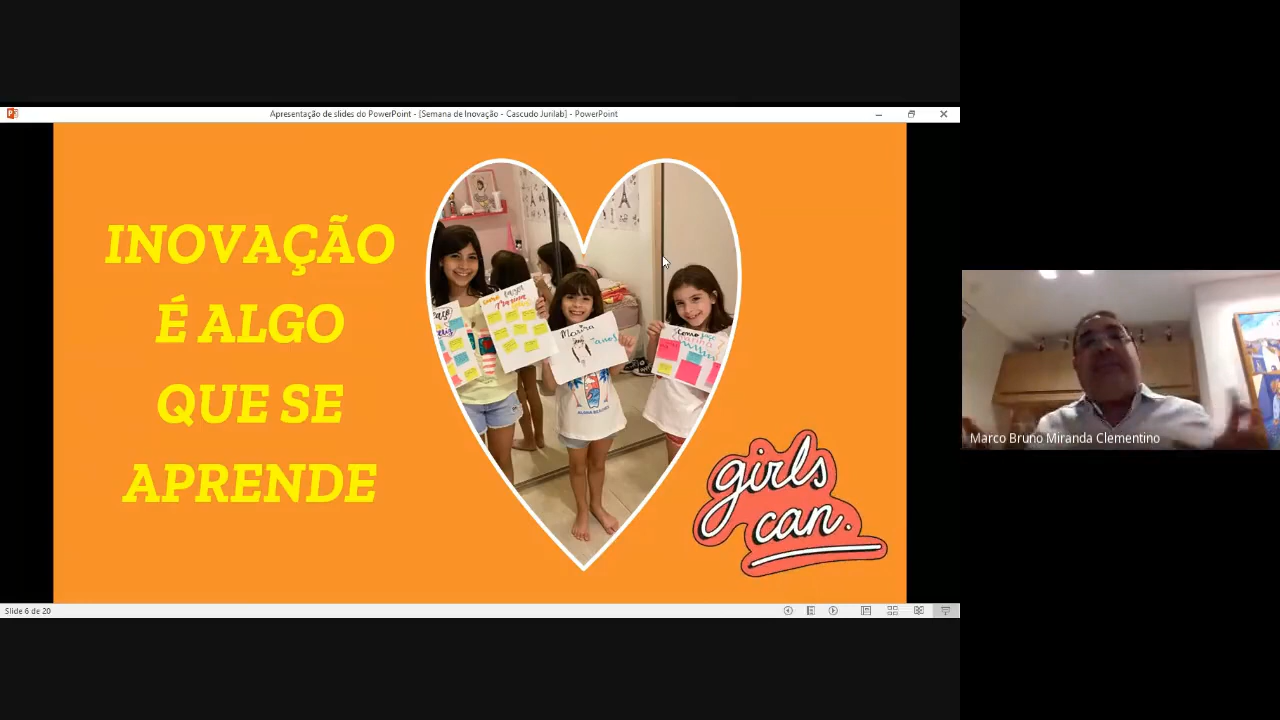 Apresentação de slides do PowerPoint - [Semana de Inovação - Cascudo Jurilab] - PowerPoint
INOVAÇÃO
É ALGO
QUE SE
APRENDE
girls
can.
Marco Bruno Miranda Clementino
Slide 6 de 20